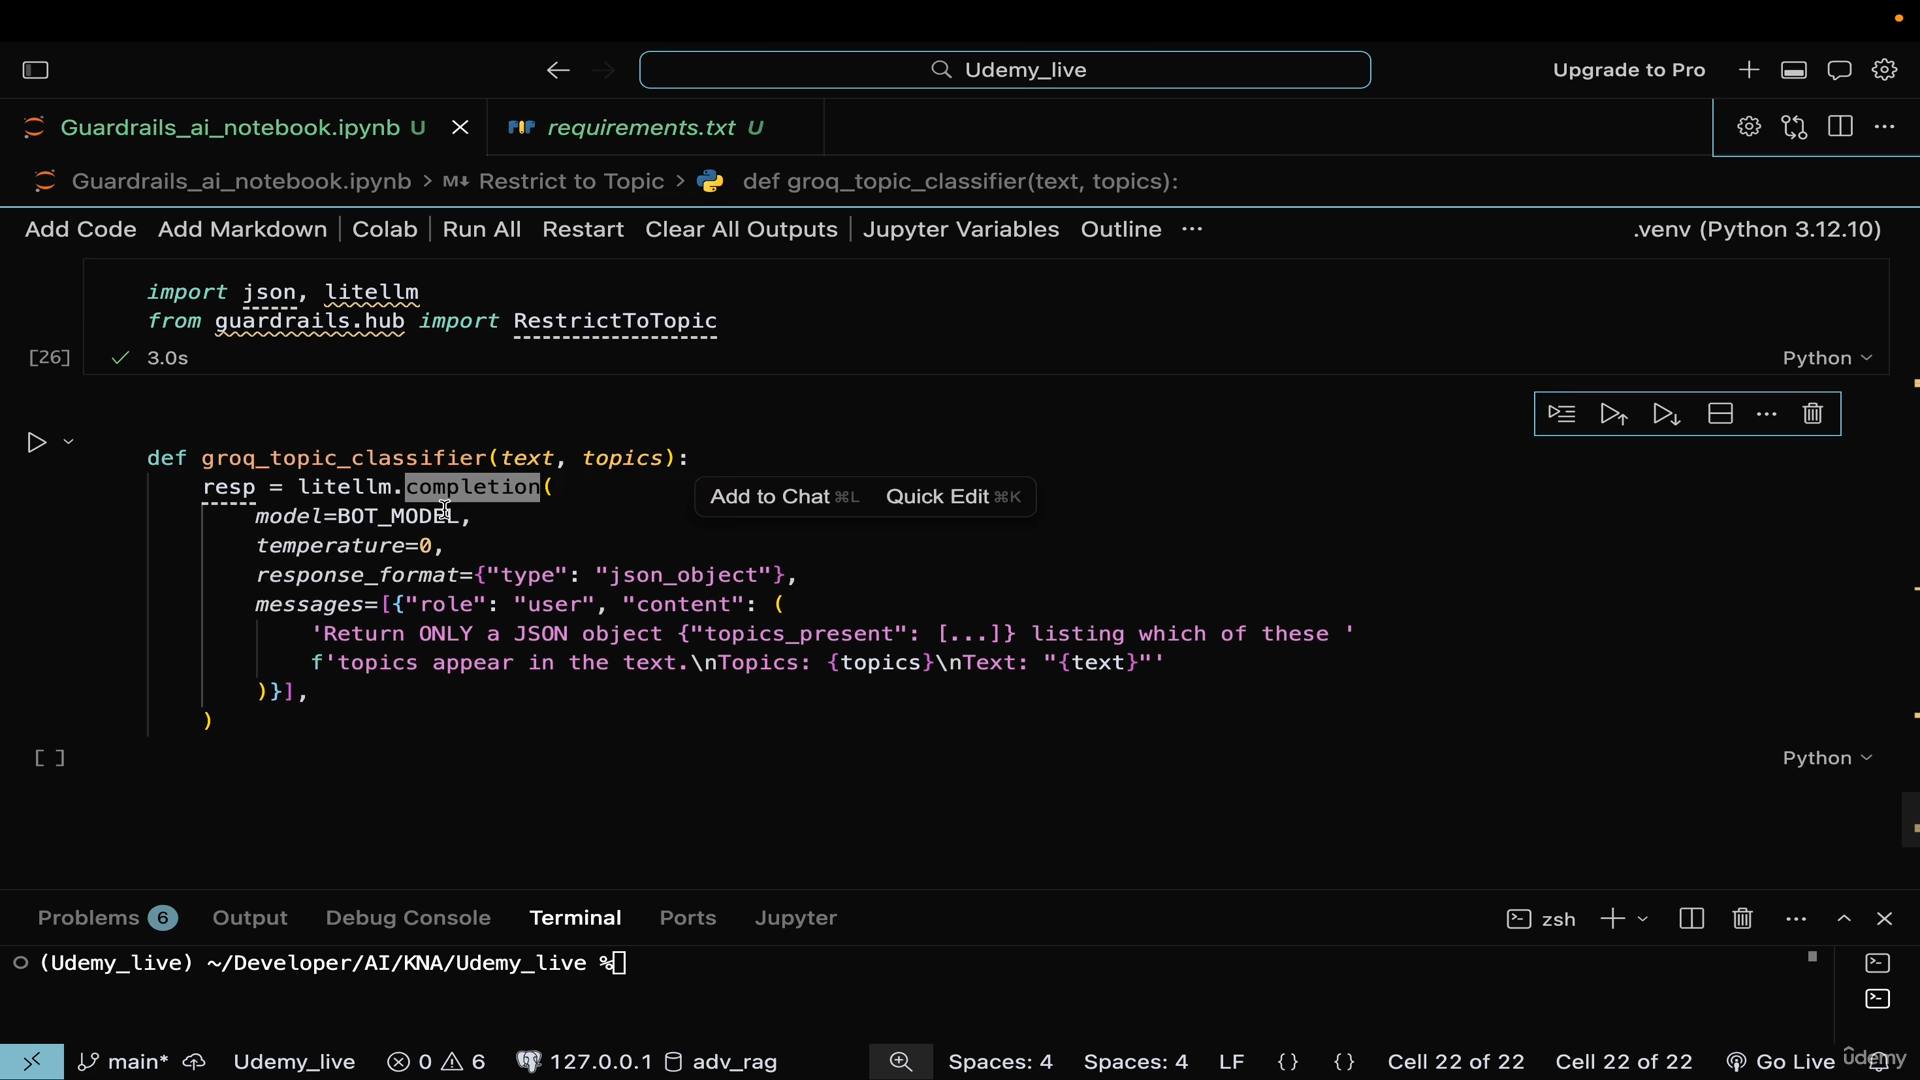 Udemy_live
Upgrade to Pro
Guardrails_ai_notebook.ipynb U
requirements.txt U
Guardrails_ai_notebook.ipynb > M↓ Restrict to Topic > def groq_topic_classifier(text, topics):
Add Code Add Markdown | Colab | Run All Restart Clear All Outputs | Jupyter Variables Outline ···
.venv (Python 3.12.10)
import json, litellm
from guardrails.hub import RestrictToTopic
[26] 3.0s Python
def groq_topic_classifier(text, topics):
resp = litellm.completion(
Add to Chat ⌘L Quick Edit ⌘K
model=BOT_MODEL,
temperature=0,
response_format={"type": "json_object"},
messages=[{"role": "user", "content": (
'Return ONLY a JSON object {"topics_present": [...]} listing which of these '
f'topics appear in the text.\nTopics: {topics}\nText: "{text}"'
)}],
)
[ ] Python
Problems 6 Output Debug Console Terminal Ports Jupyter
zsh
(Udemy_live) ~/Developer/AI/KNA/Udemy_live %
main* Udemy_live 0 6 127.0.0.1 adv_rag Spaces: 4 Spaces: 4 LF {} {} Cell 22 of 22 Cell 22 of 22 Go Live
ûdemy